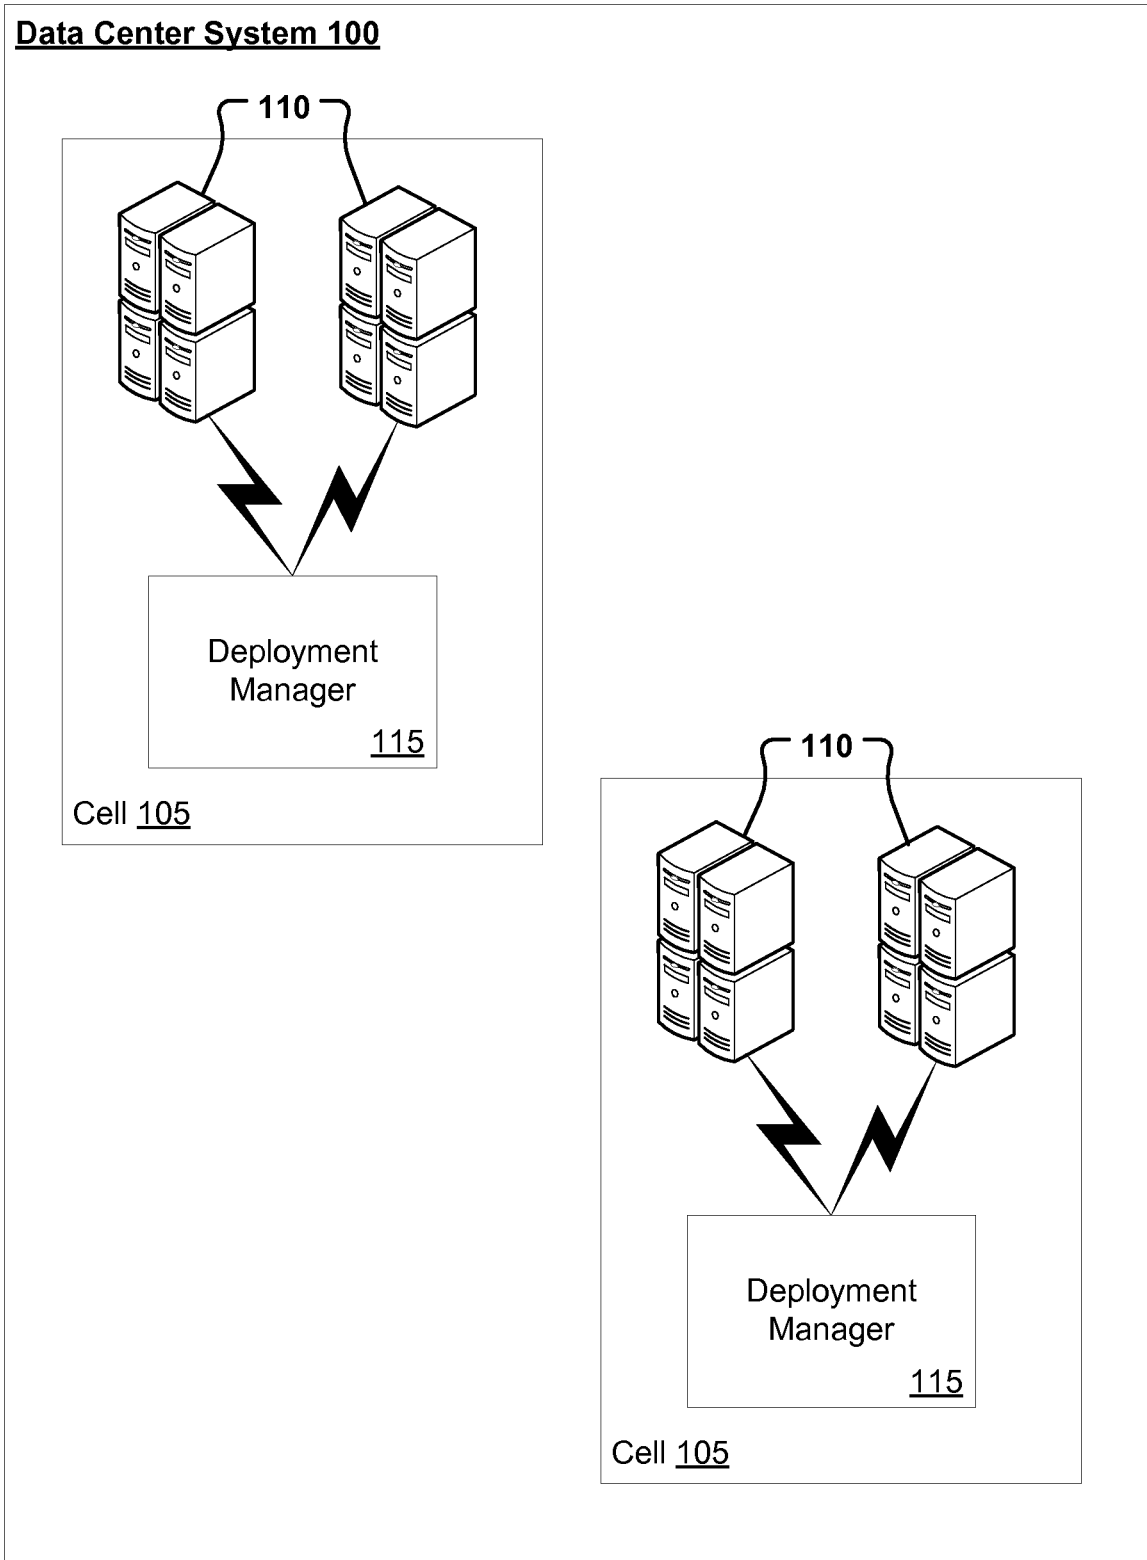 Data Center System 100
110
Deployment
Manager
115
Cell 105
110
Deployment
Manager
115
Cell 105